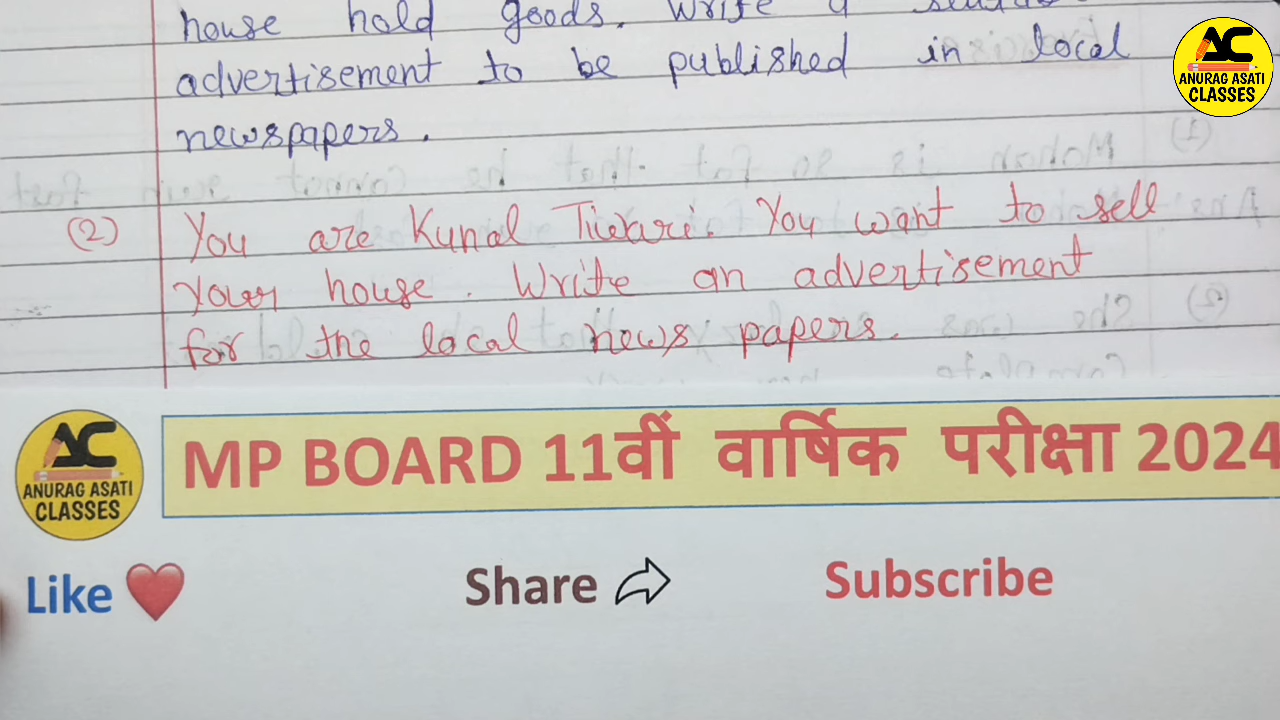 house hold goods. Write a
advertisement to be published in local
newspapers.
(2) You are Kunal Tiwari. You want to sell
your house. Write an advertisement
for the local news papers.
AC
ANURAG ASATI
CLASSES
AC
ANURAG ASATI
CLASSES
MP BOARD 11वीं वार्षिक परीक्षा 2024
Like Share Subscribe